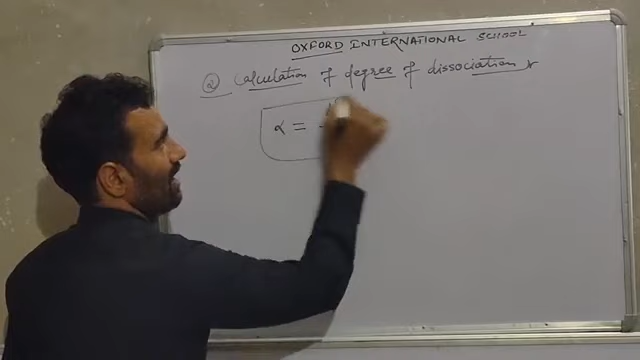 OXFORD INTERNATIONAL SCHOOL
② Calculation of degree of dissociation
α =